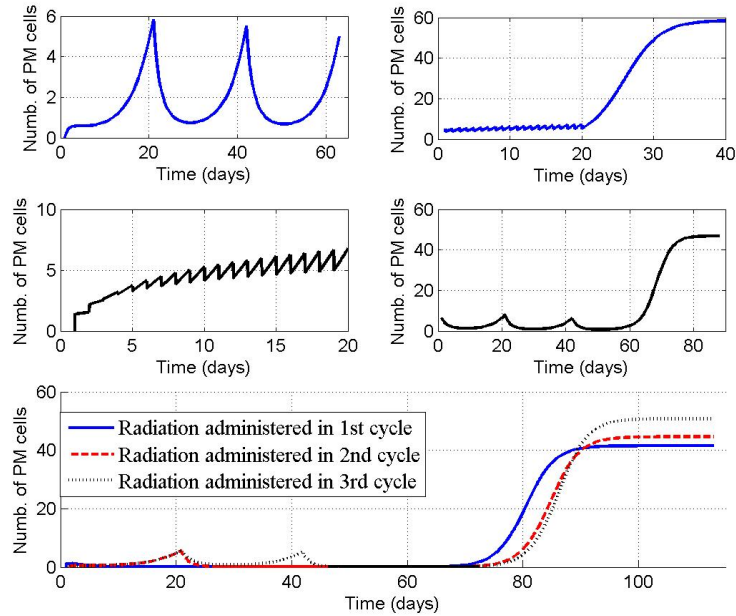 Numb. of PM cells
6
4
2
0
0 20 40 60
Time (days)
Numb. of PM cells
60
40
20
0
0 10 20 30 40
Time (days)
Numb. of PM cells
10
5
0
0 5 10 15 20
Time (days)
Numb. of PM cells
60
40
20
0
0 20 40 60 80
Time (days)
Numb. of PM cells
60
40
20
0
Radiation administered in 1st cycle
Radiation administered in 2nd cycle
Radiation administered in 3rd cycle
0 20 40 60 80 100
Time (days)